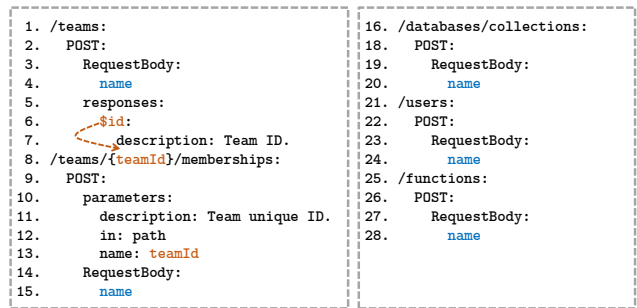 1. /teams:
2. POST:
3. RequestBody:
4. name
5. responses:
6. $id:
7. description: Team ID.
8. /teams/{teamId}/memberships:
9. POST:
10. parameters:
11. description: Team unique ID.
12. in: path
13. name: teamId
14. RequestBody:
15. name
16. /databases/collections:
18. POST:
19. RequestBody:
20. name
21. /users:
22. POST:
23. RequestBody:
24. name
25. /functions:
26. POST:
27. RequestBody:
28. name